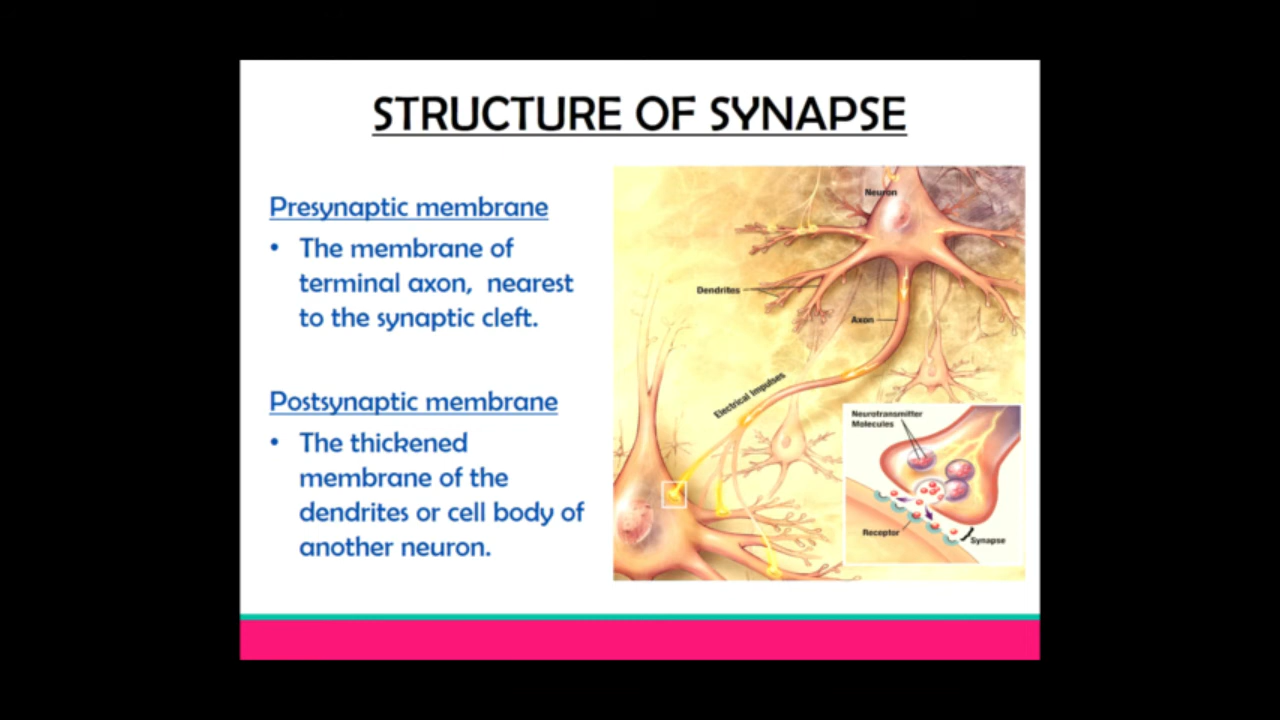 STRUCTURE OF SYNAPSE
Presynaptic membrane
• The membrane of
terminal axon, nearest
to the synaptic cleft.
Postsynaptic membrane
• The thickened
membrane of the
dendrites or cell body of
another neuron.
Neuron
Dendrites
Axon
Electrical Impulses
Neurotransmitter
Molecules
Receptor
Synapse